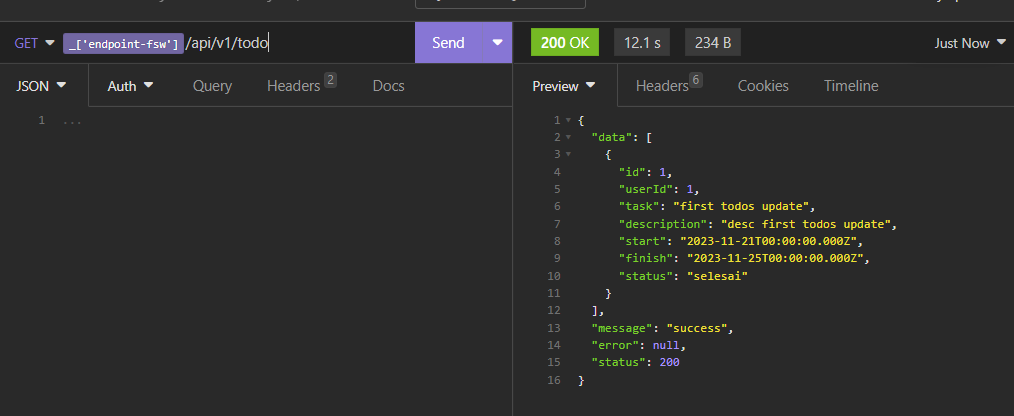 GET _['endpoint-fsw'] /api/v1/todo Send 200 OK 12.1 s 234 B Just Now
JSON Auth Query Headers 2 Docs Preview Headers 6 Cookies Timeline
1 ...
1 {
2 "data": [
3 {
4 "id": 1,
5 "userId": 1,
6 "task": "first todos update",
7 "description": "desc first todos update",
8 "start": "2023-11-21T00:00:00.000Z",
9 "finish": "2023-11-25T00:00:00.000Z",
10 "status": "selesai"
11 }
12 ],
13 "message": "success",
14 "error": null,
15 "status": 200
16 }